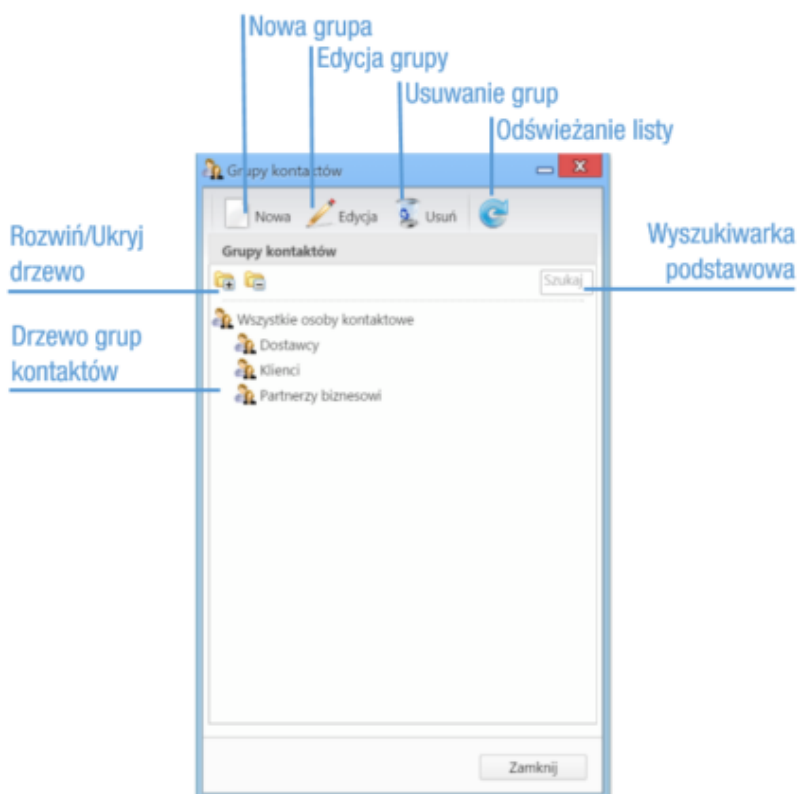 Nowa grupa
Edycja grupy
Usuwanie grup
Odświeżanie listy
Grupy kontaktów
Nowa Edycja Usuń
Rozwiń/Ukryj
drzewo
Wyszukiwarka
podstawowa
Grupy kontaktów
Szukaj
Wszystkie osoby kontaktowe
Drzewo grup
kontaktów
Dostawcy
Klienci
Partnerzy biznesowi
Zamknij